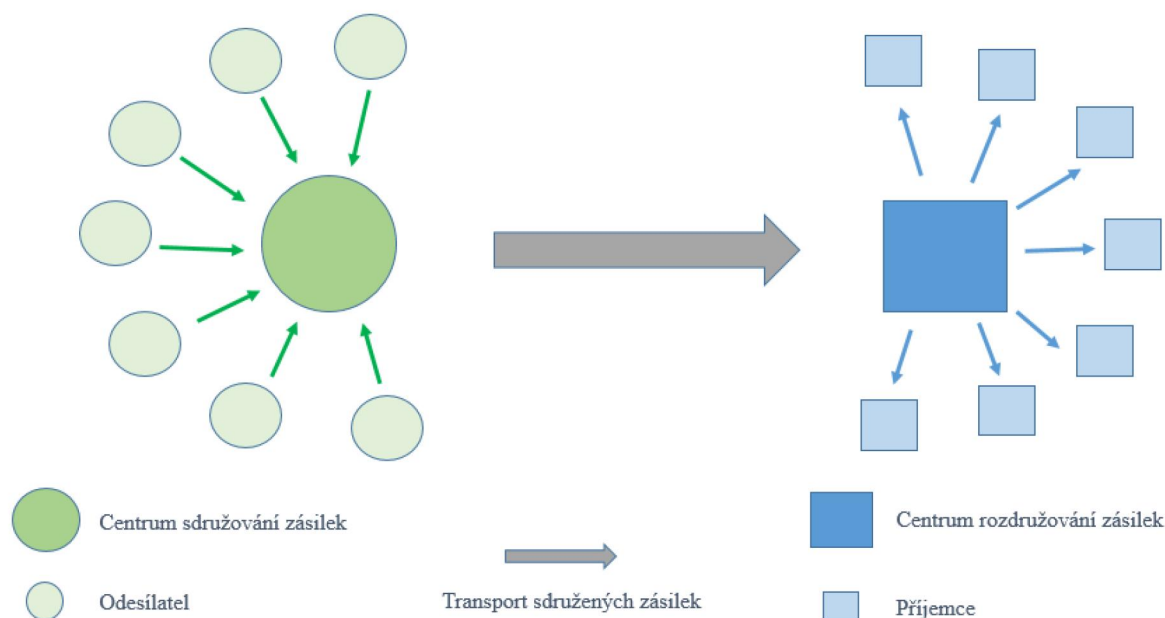 Centrum sdružování zásilek
Centrum rozdružování zásilek
Odesílatel
Transport sdružených zásilek
Příjemce